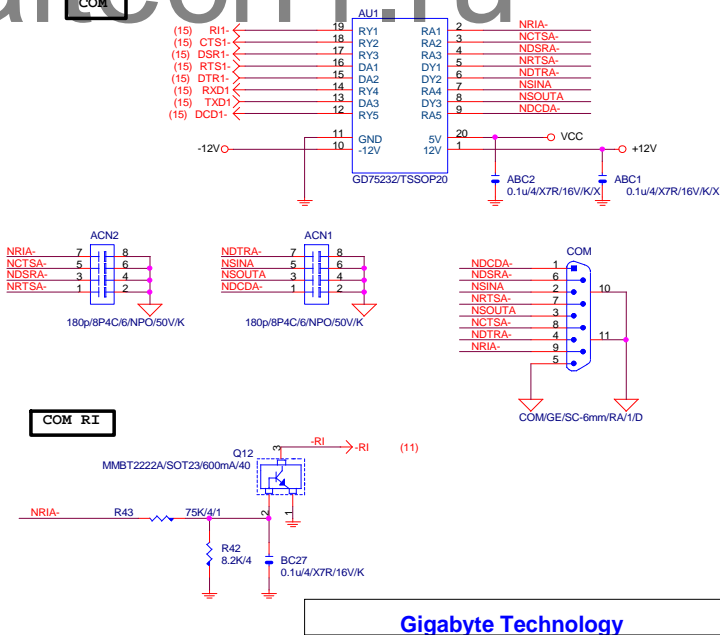 COM
AU1
(15) RI1- 19 RY1 RA1 2 NRIA-
(15) CTS1- 18 RY2 RA2 3 NCTSA-
(15) DSR1- 17 RY3 RA3 4 NDSRA-
(15) RTS1- 16 DA1 DY1 5 NRTSA-
(15) DTR1- 15 DA2 DY2 6 NDTRA-
(15) RXD1 14 RY4 RA4 7 NSINA
(15) TXD1 13 DA3 DY3 8 NSOUTA
(15) DCD1- 12 RY5 RA5 9 NDCDA-
11 GND 5V 20 VCC
-12V 10 -12V 12V 1 +12V
GD75232/TSSOP20
ABC2
0.1u/4/X7R/16V/K/X
ABC1
0.1u/4/X7R/16V/K/X
ACN2
NRIA- 7 8
NCTSA- 5 6
NDSRA- 3 4
NRTSA- 1 2
180p/8P4C/6/NPO/50V/K
ACN1
NDTRA- 7 8
NSINA 5 6
NSOUTA 3 4
NDCDA- 1 2
180p/8P4C/6/NPO/50V/K
COM
NDCDA- 1
NDSRA- 6
NSINA 2 10
NRTSA- 7
NSOUTA 3
NCTSA- 8
NDTRA- 4 11
NRIA- 9
5
COM/GE/SC-6mm/RA/1/D
COM RI
-RI -RI (11)
Q12 3
MMBT2222A/SOT23/600mA/40
2 1
NRIA- R43 75K/4/1
R42
8.2K/4
BC27
0.1u/4/X7R/16V/K
Gigabyte Technology